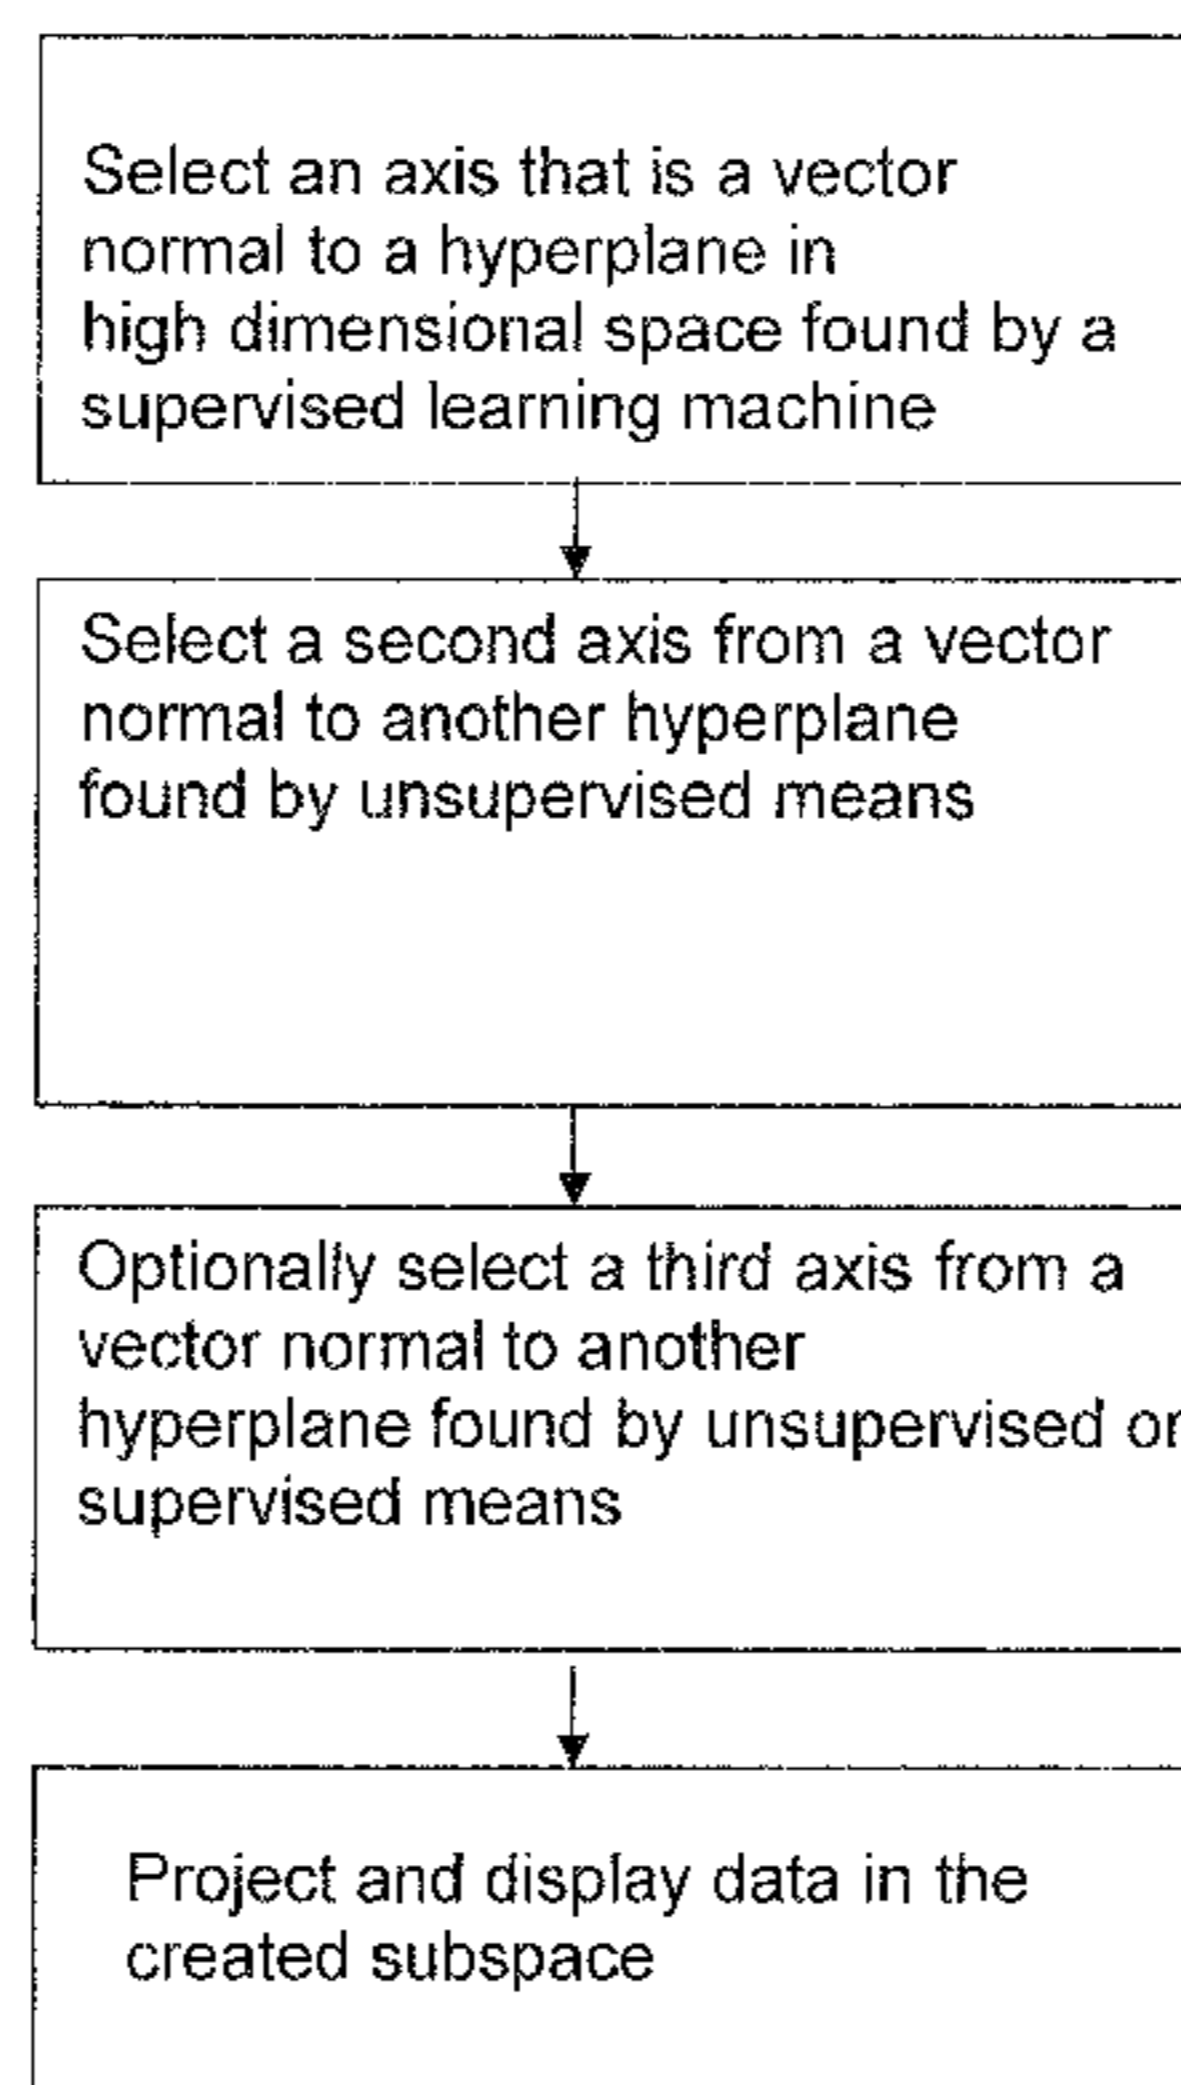 Select an axis that is a vector
normal to a hyperplane in
high dimensional space found by a
supervised learning machine
Select a second axis from a vector
normal to another hyperplane
found by unsupervised means
Optionally select a third axis from a
vector normal to another
hyperplane found by unsupervised or
supervised means
Project and display data in the
created subspace